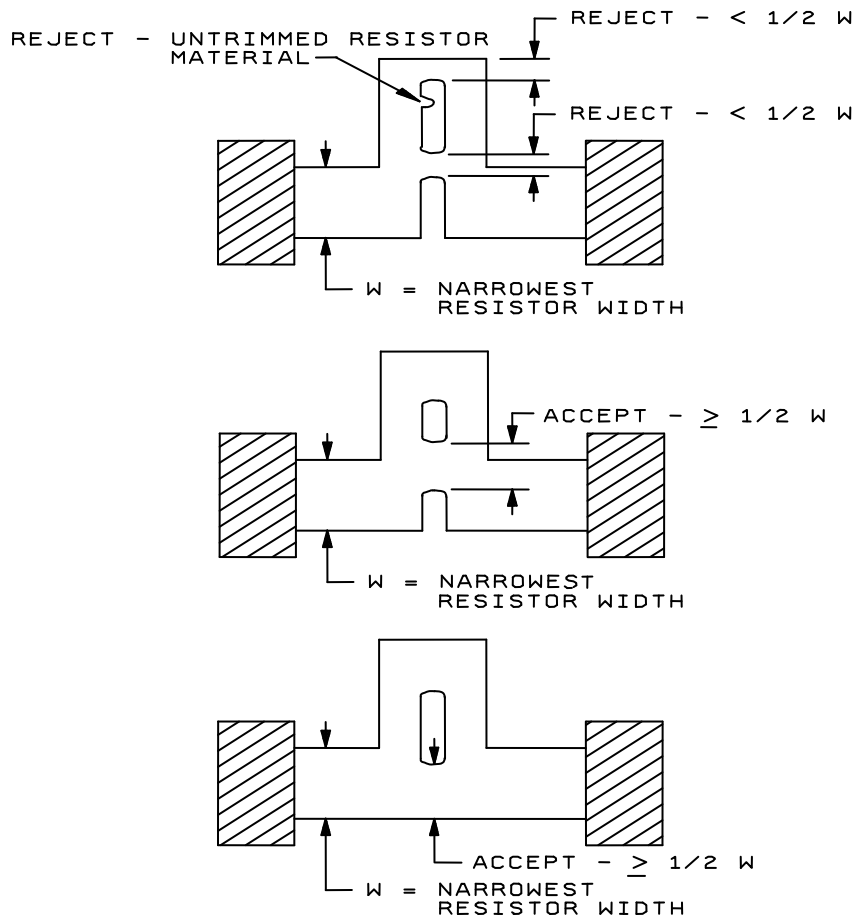 REJECT - < 1/2 W
REJECT - UNTRIMMED RESISTOR
MATERIAL
REJECT - < 1/2 W
W = NARROWEST
RESISTOR WIDTH
ACCEPT - ≥ 1/2 W
W = NARROWEST
RESISTOR WIDTH
ACCEPT - ≥ 1/2 W
W = NARROWEST
RESISTOR WIDTH